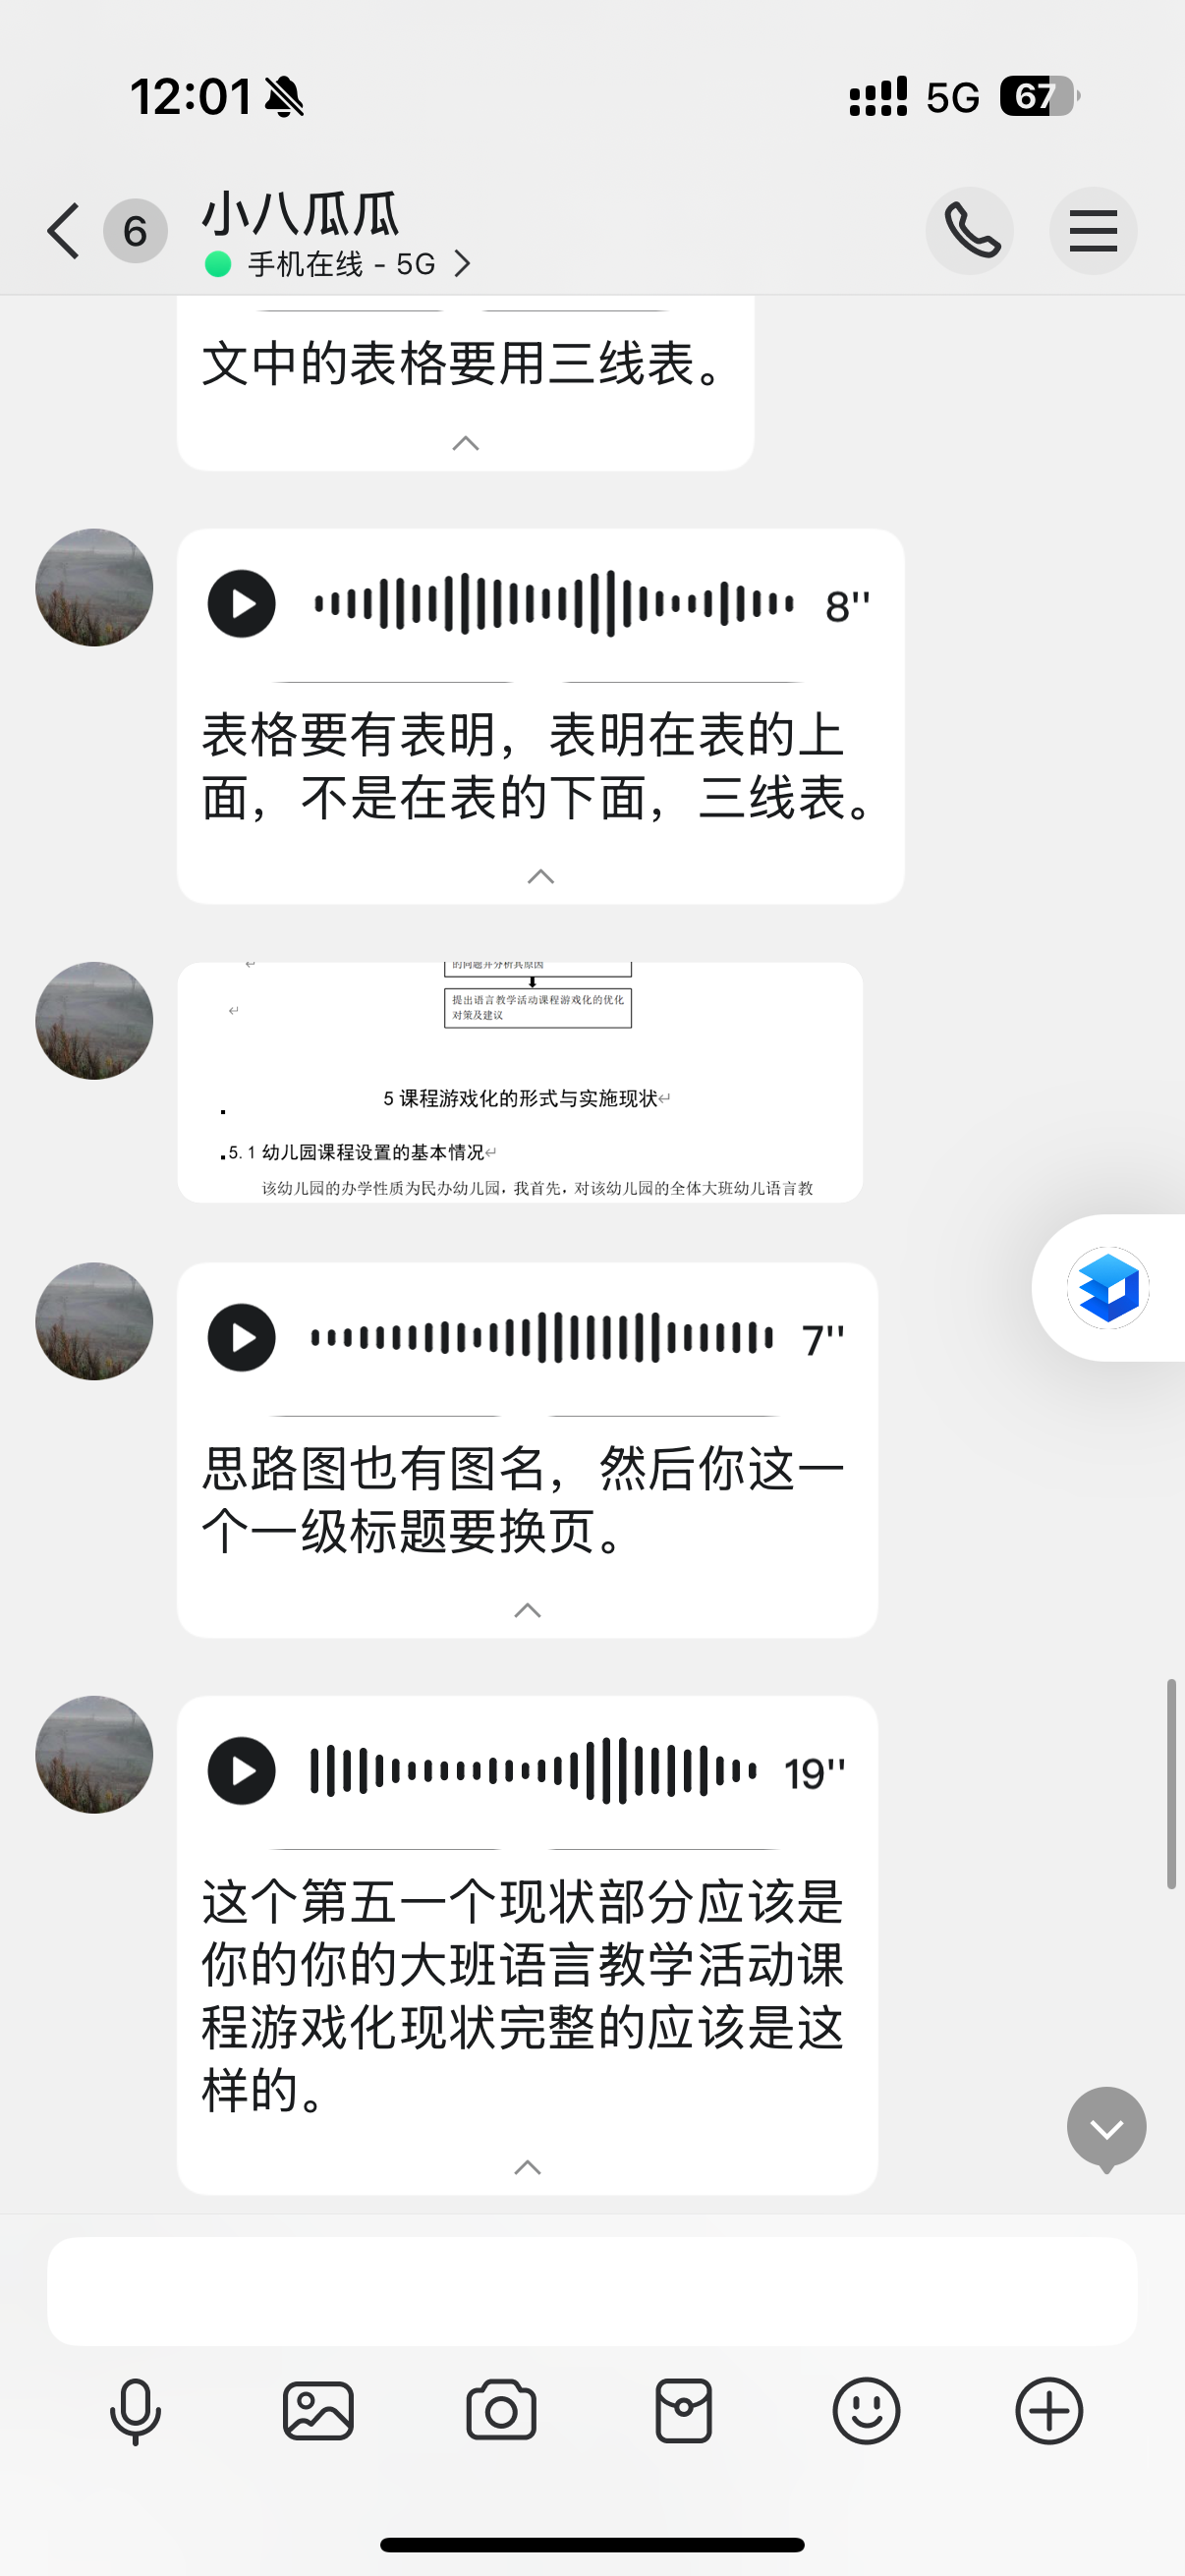 12:01
5G 67
6
小八瓜瓜
手机在线 - 5G
文中的表格要用三线表。
8''
表格要有表明，表明在表的上
面，不是在表的下面，三线表。
的问题并分析其原因
提出语言教学活动课程游戏化的优化
对策及建议
5 课程游戏化的形式与实施现状
5.1 幼儿园课程设置的基本情况
该幼儿园的办学性质为民办幼儿园，我首先，对该幼儿园的全体大班幼儿语言教
7''
思路图也有图名，然后你这一
个一级标题要换页。
19''
这个第五一个现状部分应该是
你的你的大班语言教学活动课
程游戏化现状完整的应该是这
样的。